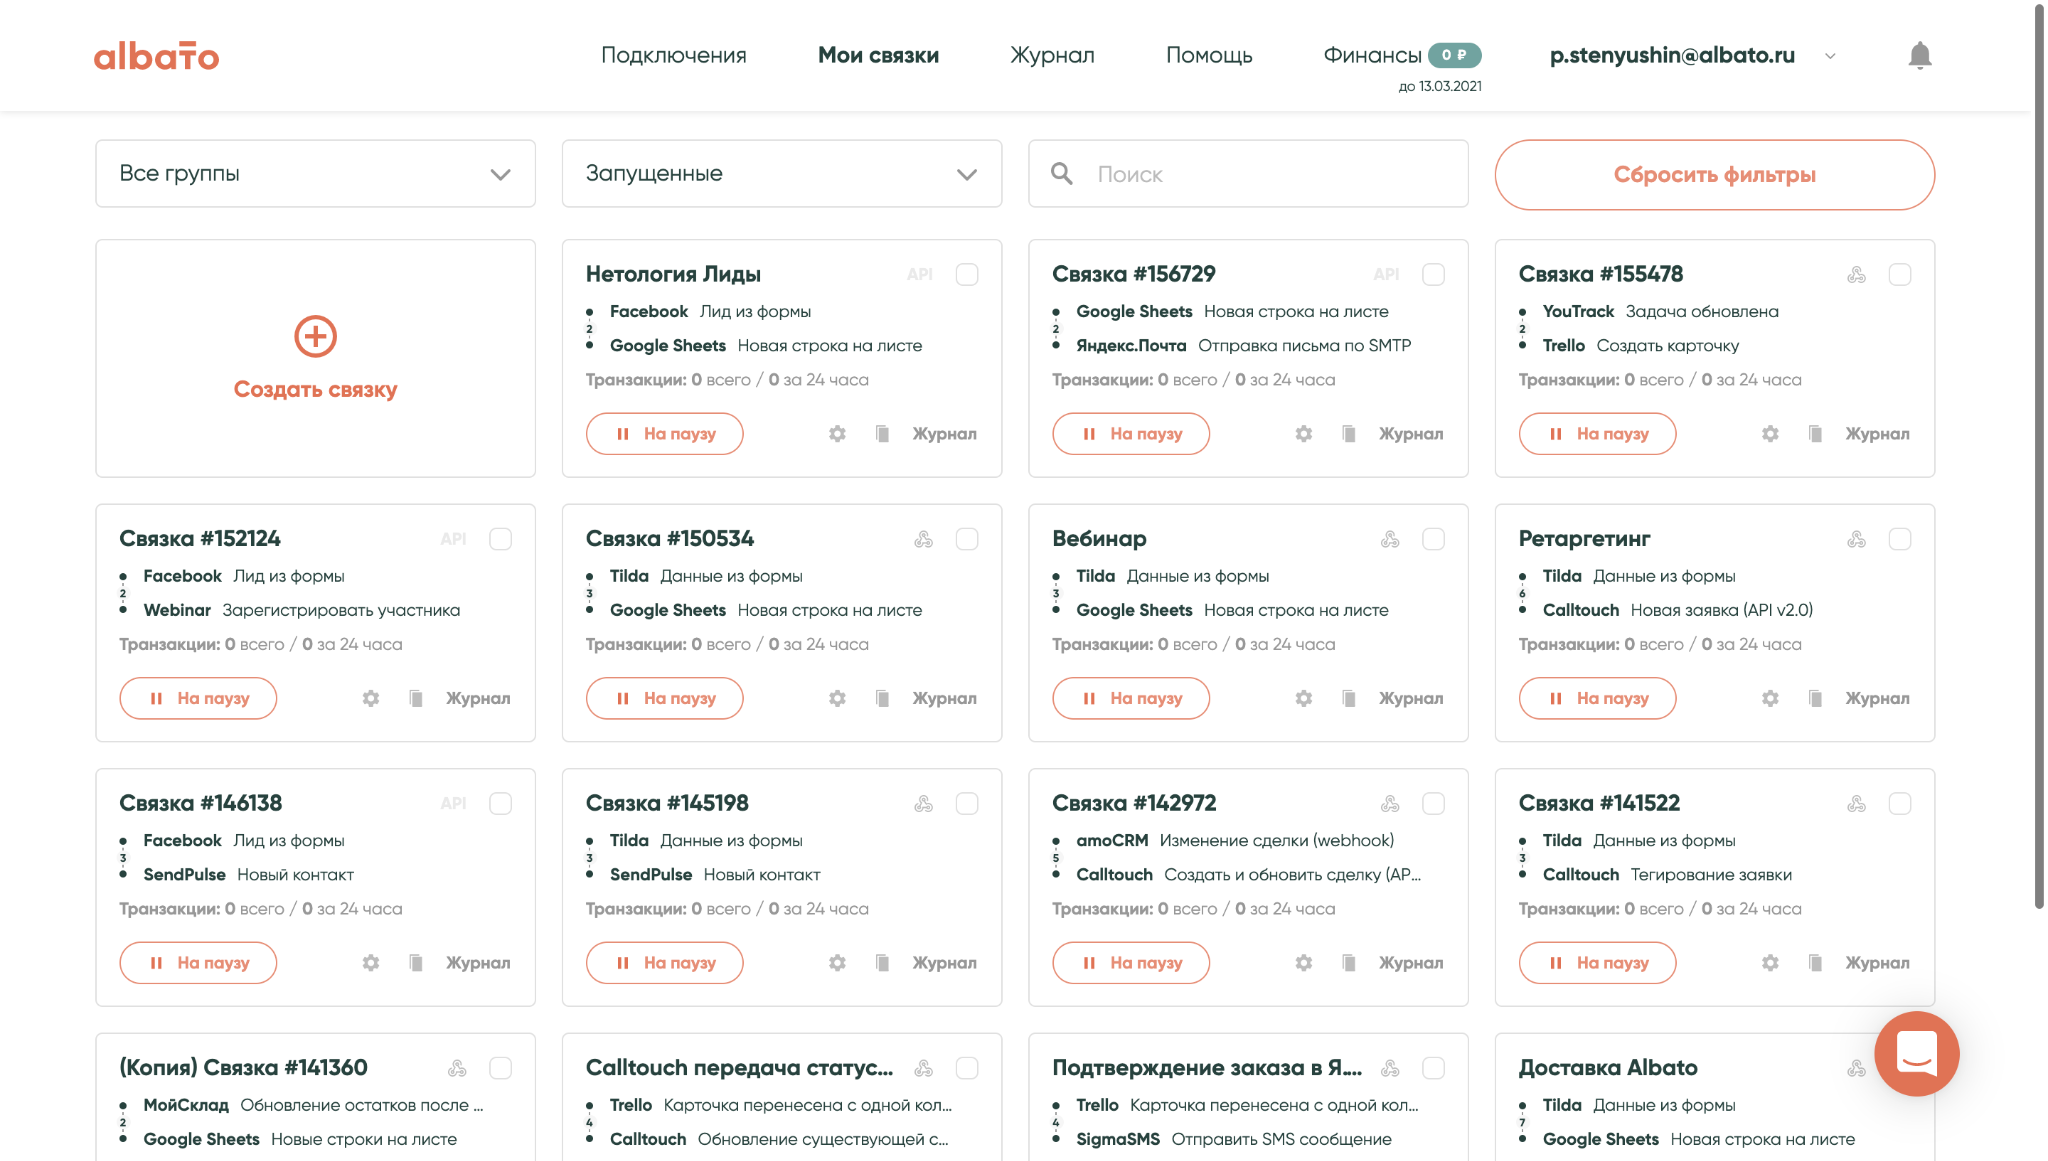 albato
Подключения
Мои связки
Журнал
Помощь
Финансы 0 ₽
до 13.03.2021
p.stenyushin@albato.ru
Все группы
Запущенные
Поиск
Сбросить фильтры
Создать связку
Нетология Лиды API
Facebook Лид из формы
2
Google Sheets Новая строка на листе
Транзакции: 0 всего / 0 за 24 часа
На паузу Журнал
Связка #156729 API
Google Sheets Новая строка на листе
2
Яндекс.Почта Отправка письма по SMTP
Транзакции: 0 всего / 0 за 24 часа
На паузу Журнал
Связка #155478
YouTrack Задача обновлена
2
Trello Создать карточку
Транзакции: 0 всего / 0 за 24 часа
На паузу Журнал
Связка #152124 API
Facebook Лид из формы
2
Webinar Зарегистрировать участника
Транзакции: 0 всего / 0 за 24 часа
На паузу Журнал
Связка #150534
Tilda Данные из формы
3
Google Sheets Новая строка на листе
Транзакции: 0 всего / 0 за 24 часа
На паузу Журнал
Вебинар
Tilda Данные из формы
3
Google Sheets Новая строка на листе
Транзакции: 0 всего / 0 за 24 часа
На паузу Журнал
Ретаргетинг
Tilda Данные из формы
6
Calltouch Новая заявка (API v2.0)
Транзакции: 0 всего / 0 за 24 часа
На паузу Журнал
Связка #146138 API
Facebook Лид из формы
3
SendPulse Новый контакт
Транзакции: 0 всего / 0 за 24 часа
На паузу Журнал
Связка #145198
Tilda Данные из формы
3
SendPulse Новый контакт
Транзакции: 0 всего / 0 за 24 часа
На паузу Журнал
Связка #142972
amoCRM Изменение сделки (webhook)
5
Calltouch Создать и обновить сделку (AP...
Транзакции: 0 всего / 0 за 24 часа
На паузу Журнал
Связка #141522
Tilda Данные из формы
3
Calltouch Тегирование заявки
Транзакции: 0 всего / 0 за 24 часа
На паузу Журнал
(Копия) Связка #141360
МойСклад Обновление остатков после ...
2
Google Sheets Новые строки на листе
Calltouch передача статус...
Trello Карточка перенесена с одной кол...
4
Calltouch Обновление существующей с...
Подтверждение заказа в Я....
Trello Карточка перенесена с одной кол...
4
SigmaSMS Отправить SMS сообщение
Доставка Albato
Tilda Данные из формы
7
Google Sheets Новая строка на листе